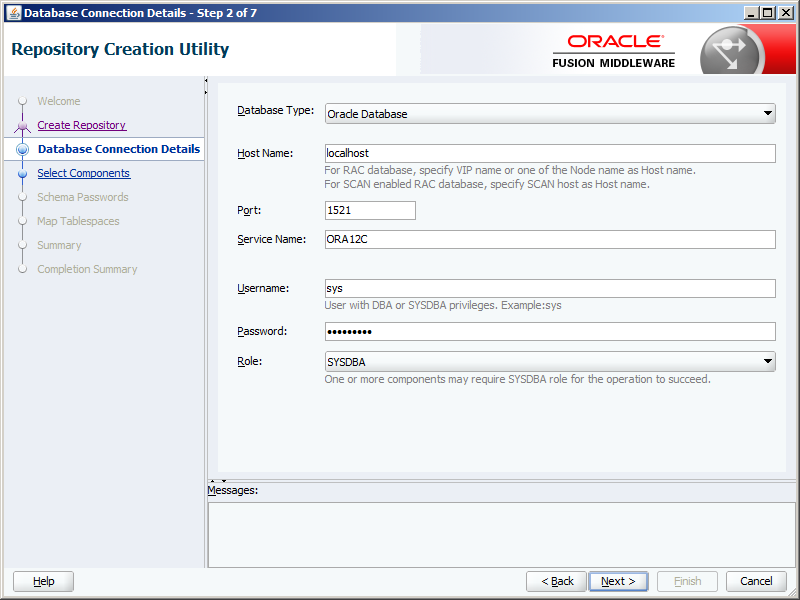 Database Connection Details - Step 2 of 7
Repository Creation Utility
ORACLE
FUSION MIDDLEWARE
Welcome
Create Repository
Database Connection Details
Select Components
Schema Passwords
Map Tablespaces
Summary
Completion Summary
Database Type: Oracle Database
Host Name: localhost
For RAC database, specify VIP name or one of the Node name as Host name.
For SCAN enabled RAC database, specify SCAN host as Host name.
Port: 1521
Service Name: ORA12C
Username: sys
User with DBA or SYSDBA privileges. Example:sys
Password: •••••••••
Role: SYSDBA
One or more components may require SYSDBA role for the operation to succeed.
Messages:
Help < Back Next > Finish Cancel